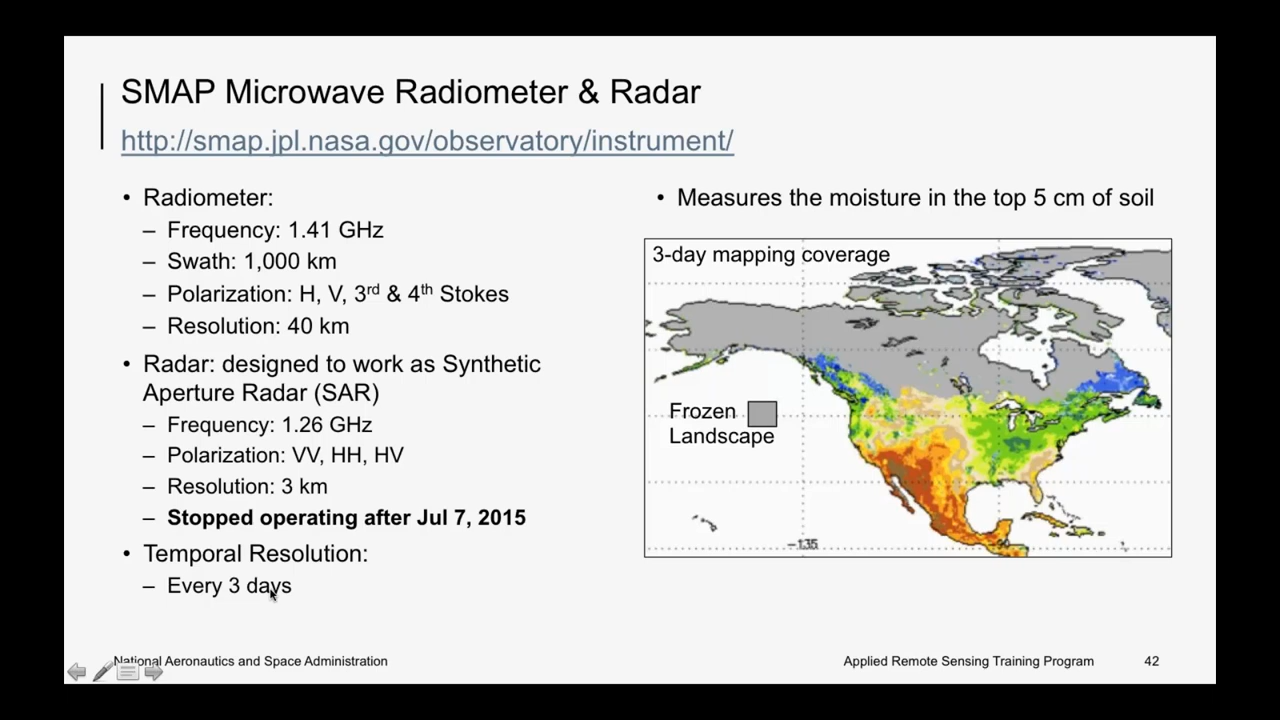 SMAP Microwave Radiometer & Radar
http://smap.jpl.nasa.gov/observatory/instrument/
• Radiometer:
– Frequency: 1.41 GHz
– Swath: 1,000 km
– Polarization: H, V, 3rd & 4th Stokes
– Resolution: 40 km
• Radar: designed to work as Synthetic
Aperture Radar (SAR)
– Frequency: 1.26 GHz
– Polarization: VV, HH, HV
– Resolution: 3 km
– Stopped operating after Jul 7, 2015
• Temporal Resolution:
– Every 3 days
• Measures the moisture in the top 5 cm of soil
3-day mapping coverage
Frozen
Landscape
−135
National Aeronautics and Space Administration
Applied Remote Sensing Training Program
42